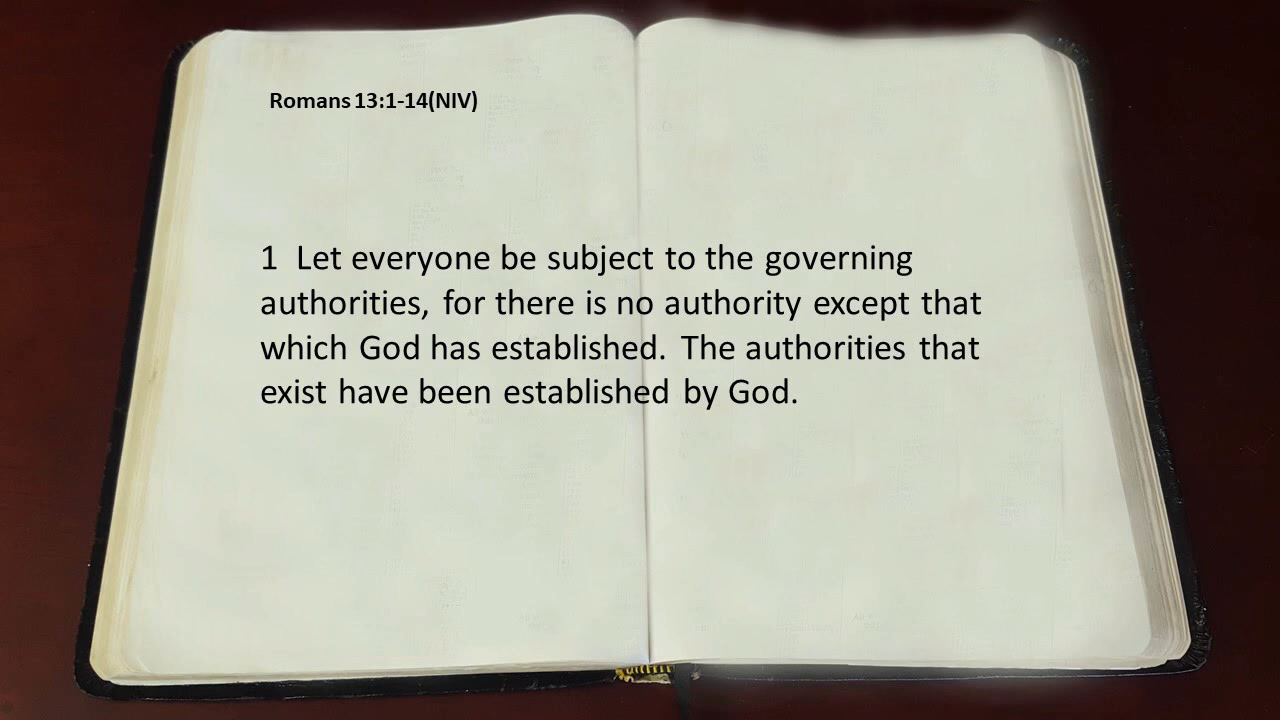 Romans 13:1-14(NIV)
1 Let everyone be subject to the governing
authorities, for there is no authority except that
which God has established. The authorities that
exist have been established by God.